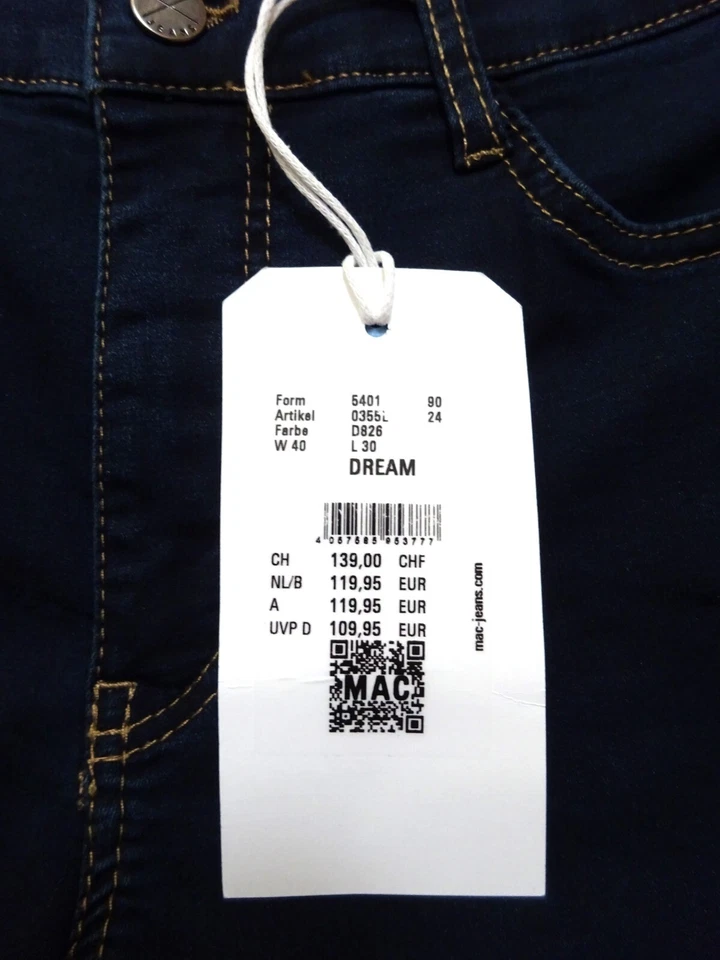 JEANS
Form 5401 90
Artikel 0355L 24
Farbe D826
W 40 L 30
DREAM
CH 139,00 CHF
NL/B 119,95 EUR
A 119,95 EUR
UVP D 109,95 EUR
MAC
mac-jeans.com